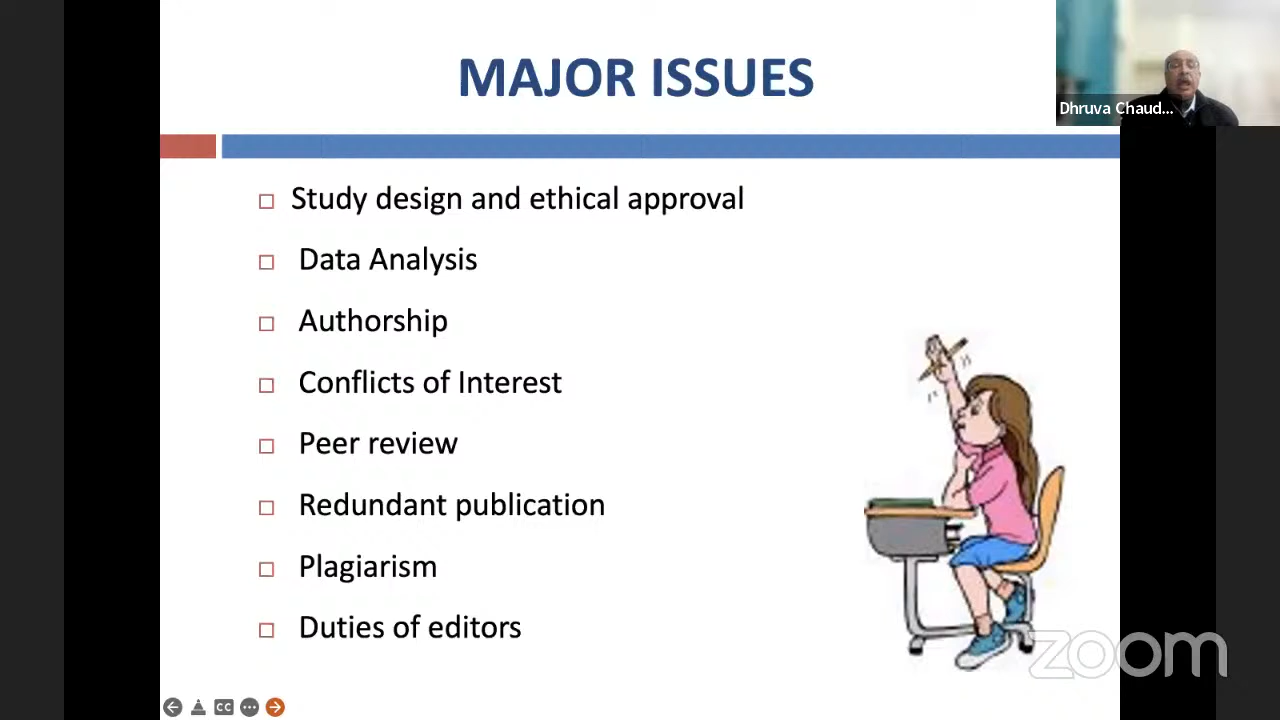 MAJOR ISSUES
Dhruva Chaud...
Study design and ethical approval
Data Analysis
Authorship
Conflicts of Interest
Peer review
Redundant publication
Plagiarism
Duties of editors
zoom
CC